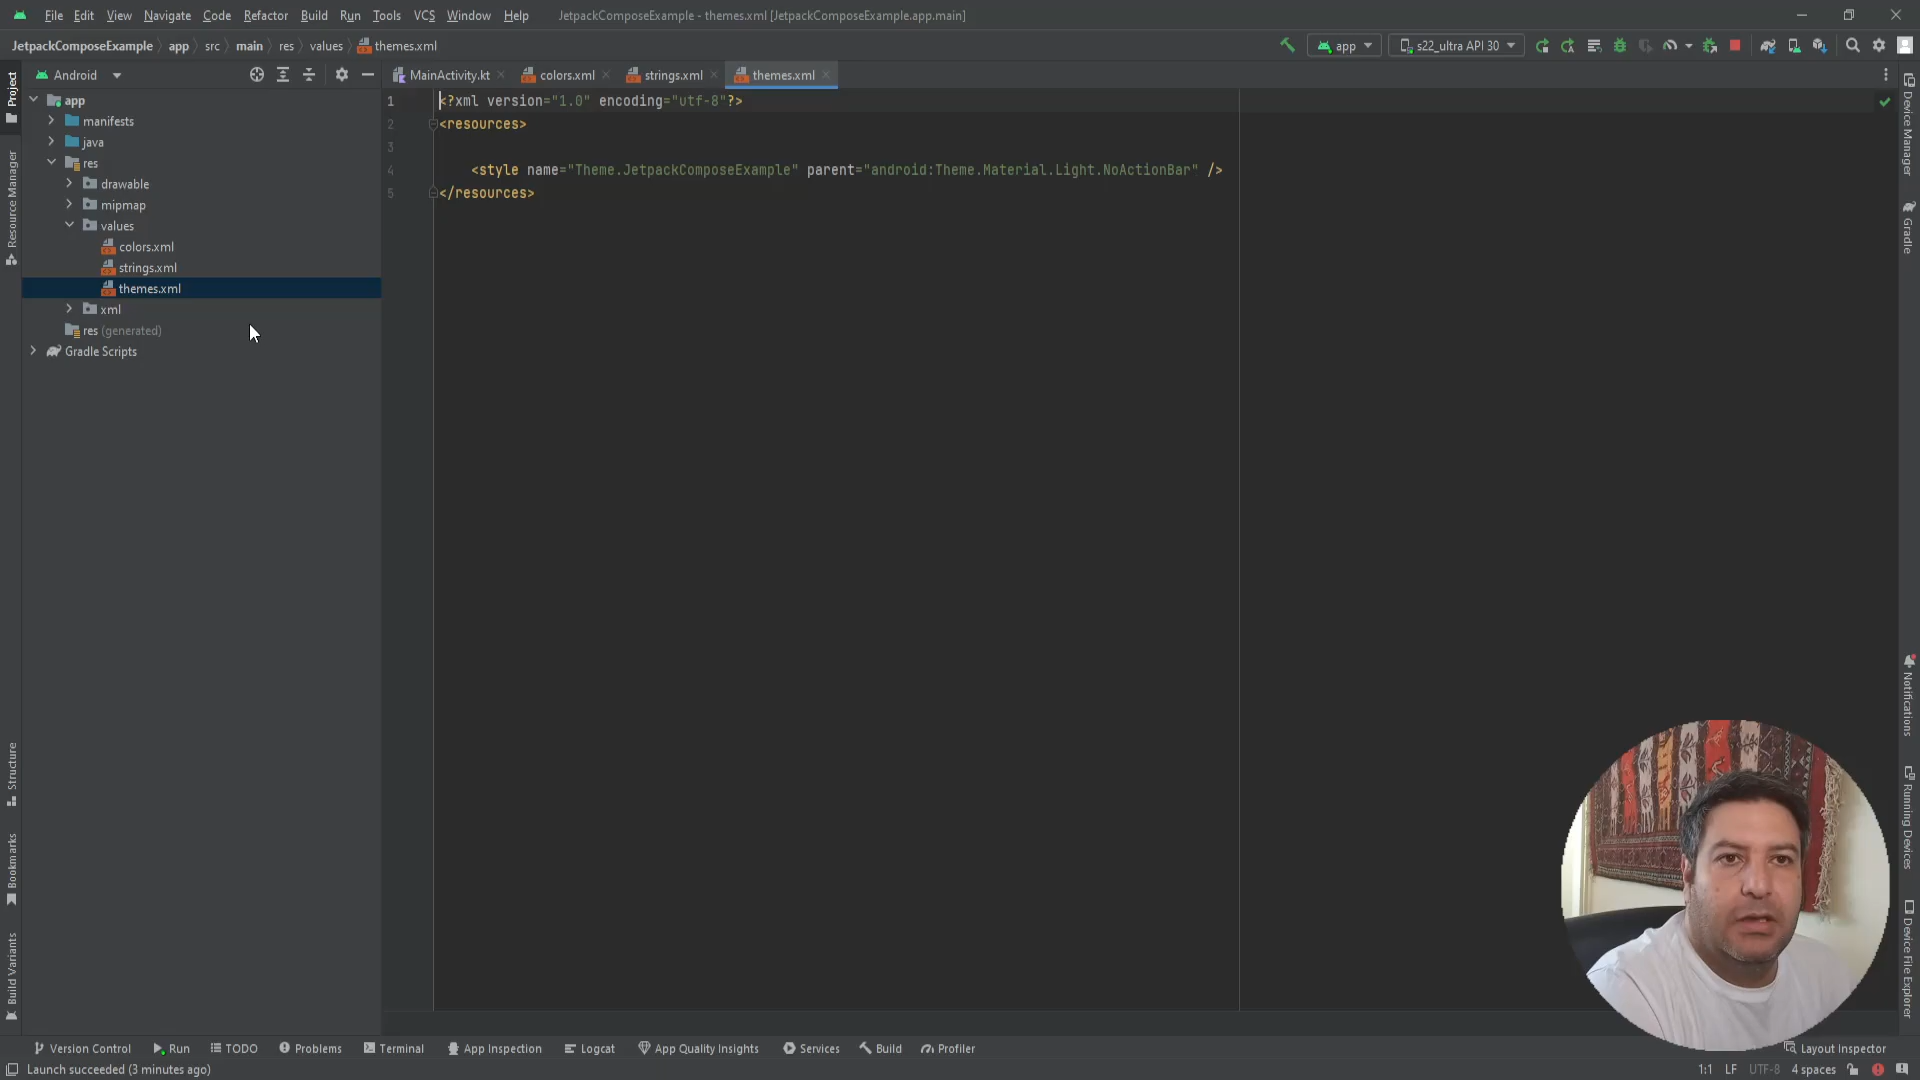 File Edit View Navigate Code Refactor Build Run Tools VCS Window Help JetpackComposeExample - themes.xml [JetpackComposeExample.app.main]
JetpackComposeExample app src main res values themes.xml app s22_ultra API 30
Android MainActivity.kt colors.xml strings.xml themes.xml
Project
Resource Manager
Structure
Bookmarks
Build Variants
app
manifests
java
res
drawable
mipmap
values
colors.xml
strings.xml
themes.xml
xml
res (generated)
Gradle Scripts
1 <?xml version="1.0" encoding="utf-8"?>
2 <resources>
3
4 <style name="Theme.JetpackComposeExample" parent="android:Theme.Material.Light.NoActionBar" />
5 </resources>
Device Manager
Gradle
Notifications
Running Devices
Device File Explorer
Version Control Run TODO Problems Terminal App Inspection Logcat App Quality Insights Services Build Profiler Layout Inspector
Launch succeeded (3 minutes ago) 1:1 LF UTF-8 4 spaces